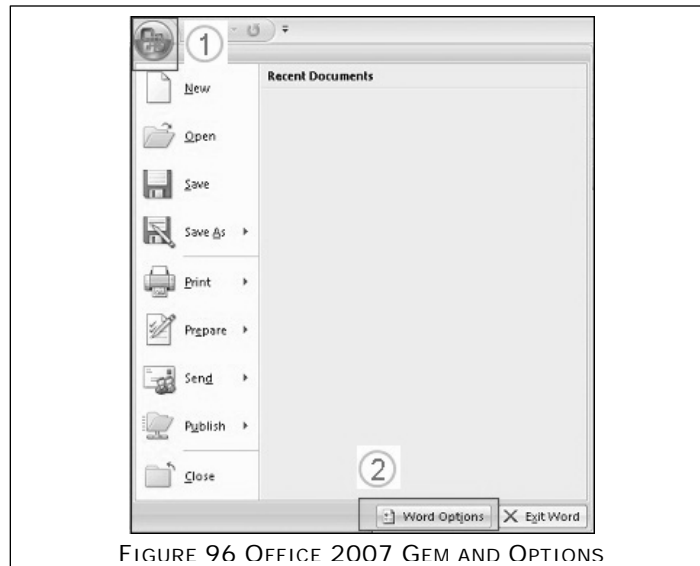 1
Recent Documents
New
Open
Save
Save As
Print
Prepare
Send
Publish
Close
2
Word Options
Exit Word
FIGURE 96 OFFICE 2007 GEM AND OPTIONS